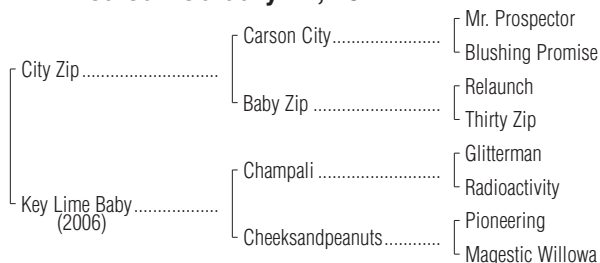 Mr. Prospector
Carson City
Blushing Promise
City Zip
Relaunch
Baby Zip
Thirty Zip
Glitterman
Champali
Radioactivity
Key Lime Baby
(2006)
Pioneering
Cheeksandpeanuts
Magestic Willowa